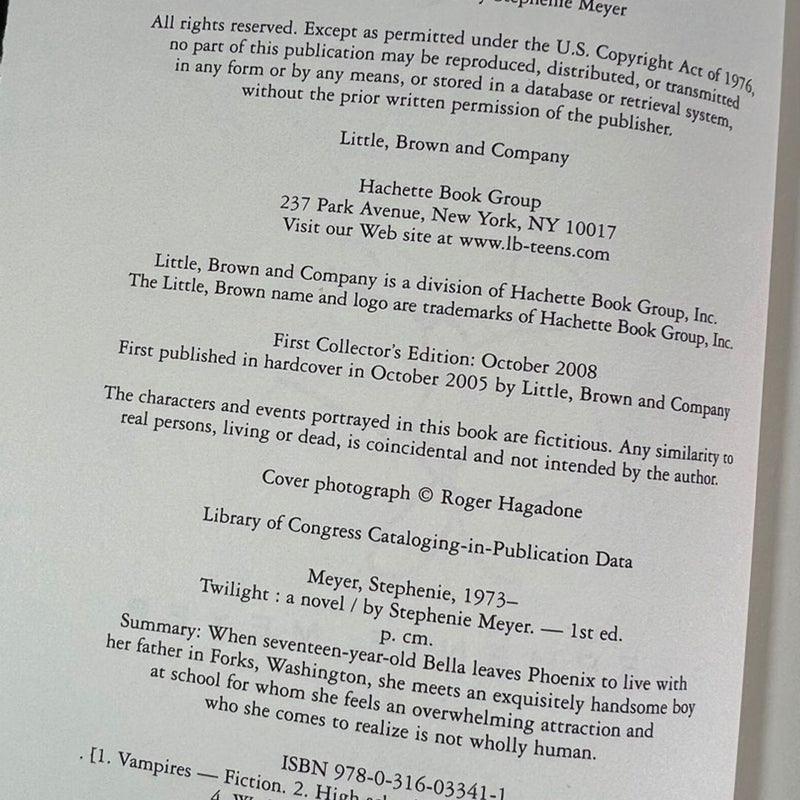 Stephenie Meyer
All rights reserved. Except as permitted under the U.S. Copyright Act of 1976,
no part of this publication may be reproduced, distributed, or transmitted
in any form or by any means, or stored in a database or retrieval system,
without the prior written permission of the publisher.
Little, Brown and Company
Hachette Book Group
237 Park Avenue, New York, NY 10017
Visit our Web site at www.lb-teens.com
Little, Brown and Company is a division of Hachette Book Group, Inc.
The Little, Brown name and logo are trademarks of Hachette Book Group, Inc.
First Collector's Edition: October 2008
First published in hardcover in October 2005 by Little, Brown and Company
The characters and events portrayed in this book are fictitious. Any similarity to
real persons, living or dead, is coincidental and not intended by the author.
Cover photograph © Roger Hagadone
Library of Congress Cataloging-in-Publication Data
Meyer, Stephenie, 1973–
Twilight : a novel / by Stephenie Meyer. — 1st ed.
p. cm.
Summary: When seventeen-year-old Bella leaves Phoenix to live with
her father in Forks, Washington, she meets an exquisitely handsome boy
at school for whom she feels an overwhelming attraction and
who she comes to realize is not wholly human.
ISBN 978-0-316-03341-1
. [1. Vampires — Fiction. 2. High
4.